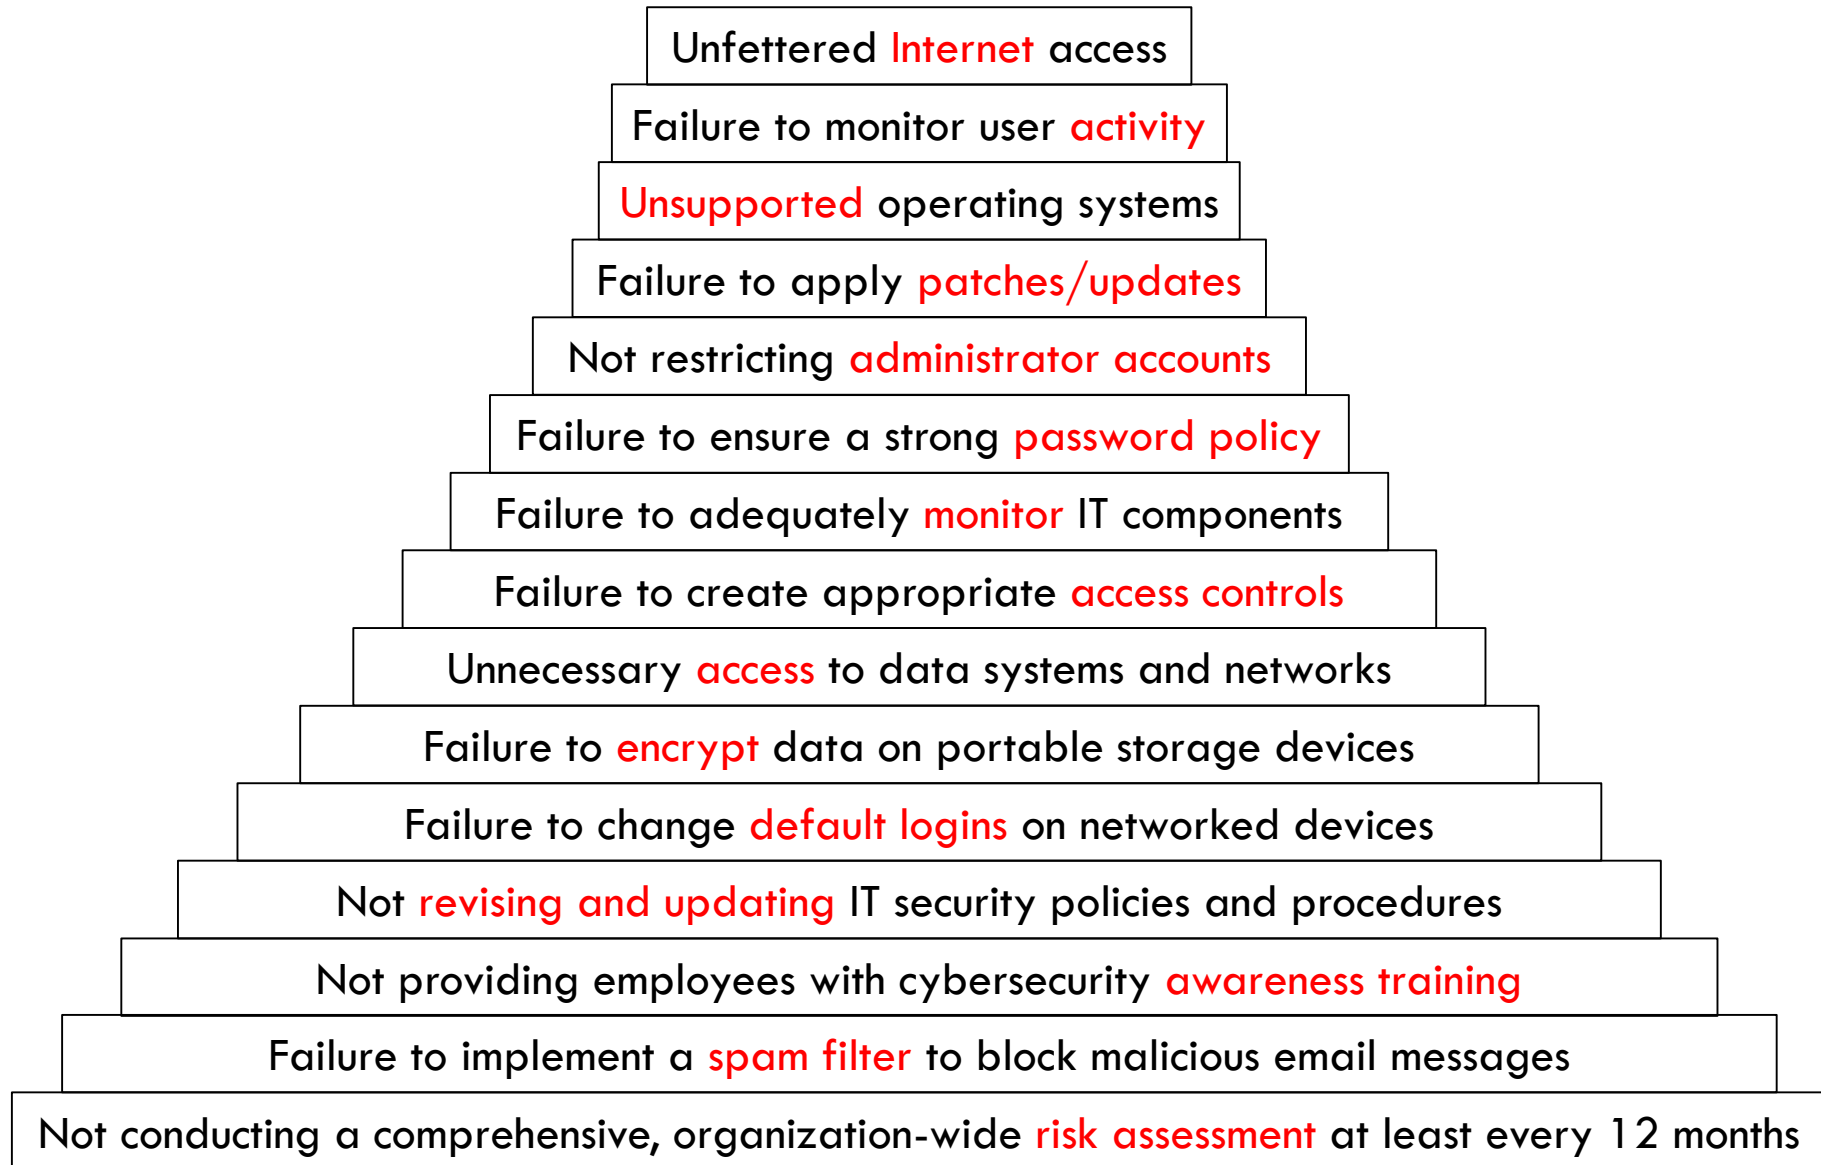 Unfettered Internet access
Failure to monitor user activity
Unsupported operating systems
Failure to apply patches/updates
Not restricting administrator accounts
Failure to ensure a strong password policy
Failure to adequately monitor IT components
Failure to create appropriate access controls
Unnecessary access to data systems and networks
Failure to encrypt data on portable storage devices
Failure to change default logins on networked devices
Not revising and updating IT security policies and procedures
Not providing employees with cybersecurity awareness training
Failure to implement a spam filter to block malicious email messages
Not conducting a comprehensive, organization-wide risk assessment at least every 12 months